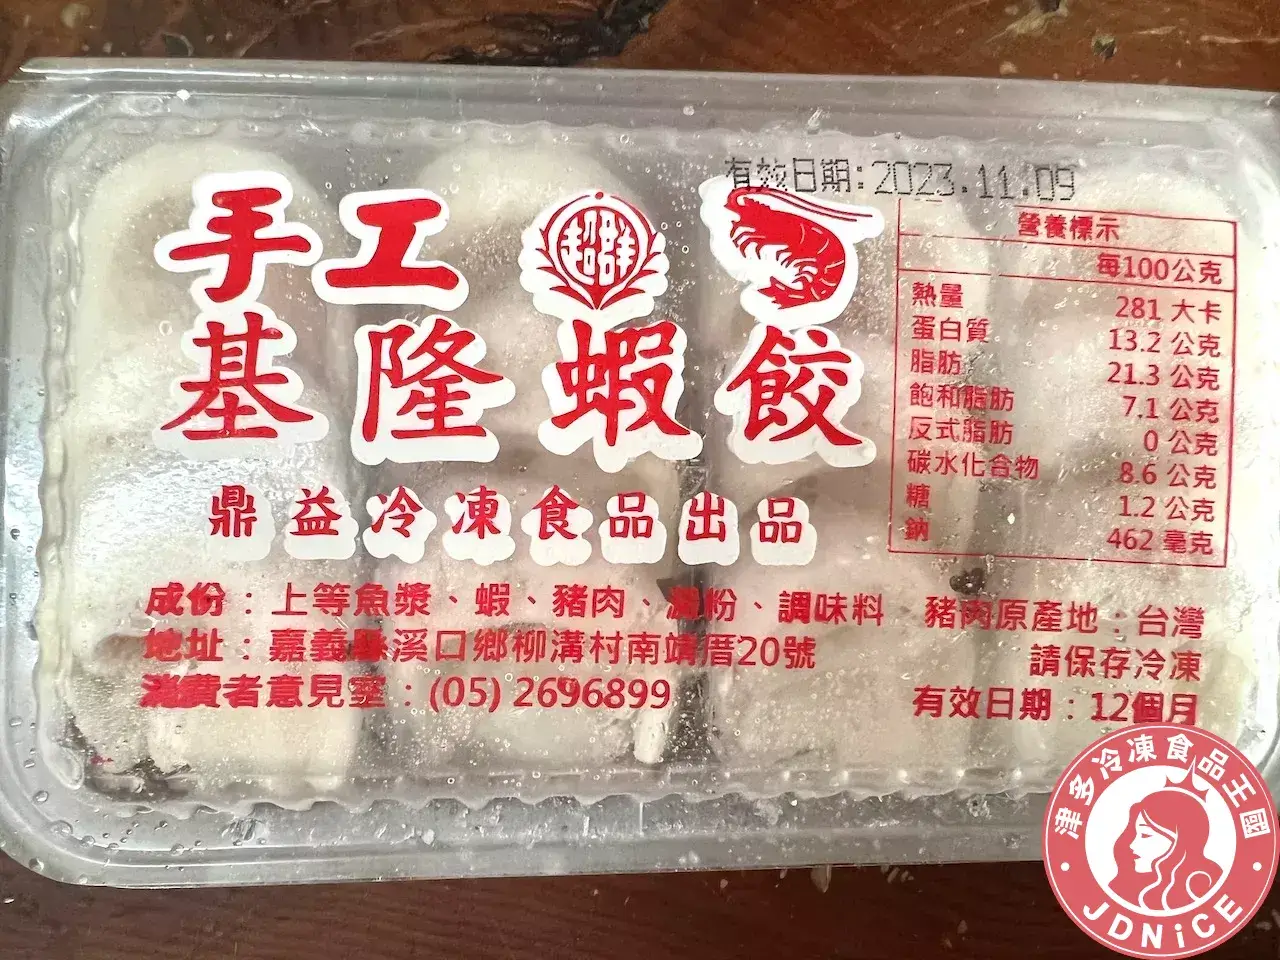 有效日期:2023.11.09
手工
超群
基隆蝦餃
鼎益冷凍食品出品
營養標示
每100公克
熱量 281 大卡
蛋白質 13.2 公克
脂肪 21.3 公克
飽和脂肪 7.1 公克
反式脂肪 0 公克
碳水化合物 8.6 公克
糖 1.2 公克
鈉 462 毫克
成份：上等魚漿、蝦、豬肉、澱粉、調味料
地址：嘉義縣溪口鄉柳溝村南靖厝20號
消費者意見室：(05) 2696899
豬肉原產地：台灣
請保存冷凍
有效日期：12個月
津多冷凍食品王國
JDNiCE